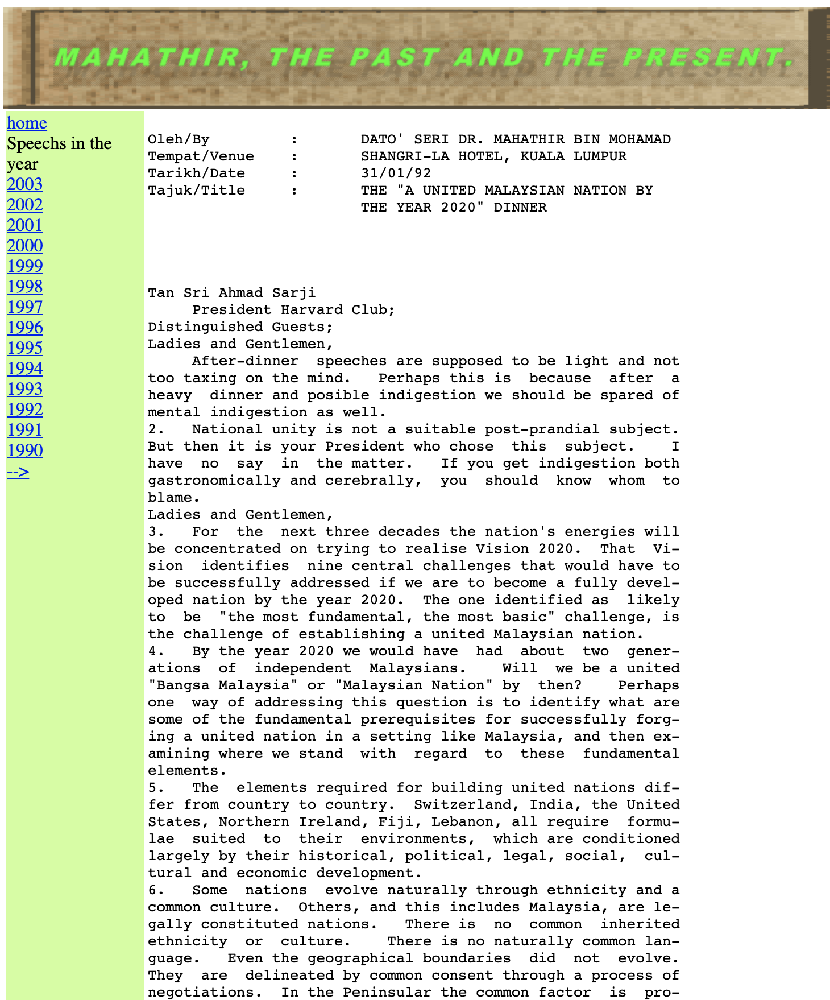 MAHATHIR, THE PAST AND THE PRESENT.
home
Speechs in the
year
2003
2002
2001
2000
1999
1998
1997
1996
1995
1994
1993
1992
1991
1990
-->
Oleh/By : DATO' SERI DR. MAHATHIR BIN MOHAMAD
Tempat/Venue : SHANGRI-LA HOTEL, KUALA LUMPUR
Tarikh/Date : 31/01/92
Tajuk/Title : THE "A UNITED MALAYSIAN NATION BY
THE YEAR 2020" DINNER
Tan Sri Ahmad Sarji
President Harvard Club;
Distinguished Guests;
Ladies and Gentlemen,
After-dinner speeches are supposed to be light and not
too taxing on the mind. Perhaps this is because after a
heavy dinner and posible indigestion we should be spared of
mental indigestion as well.
2. National unity is not a suitable post-prandial subject.
But then it is your President who chose this subject. I
have no say in the matter. If you get indigestion both
gastronomically and cerebrally, you should know whom to
blame.
Ladies and Gentlemen,
3. For the next three decades the nation's energies will
be concentrated on trying to realise Vision 2020. That Vi-
sion identifies nine central challenges that would have to
be successfully addressed if we are to become a fully devel-
oped nation by the year 2020. The one identified as likely
to be "the most fundamental, the most basic" challenge, is
the challenge of establishing a united Malaysian nation.
4. By the year 2020 we would have had about two gener-
ations of independent Malaysians. Will we be a united
"Bangsa Malaysia" or "Malaysian Nation" by then? Perhaps
one way of addressing this question is to identify what are
some of the fundamental prerequisites for successfully forg-
ing a united nation in a setting like Malaysia, and then ex-
amining where we stand with regard to these fundamental
elements.
5. The elements required for building united nations dif-
fer from country to country. Switzerland, India, the United
States, Northern Ireland, Fiji, Lebanon, all require formu-
lae suited to their environments, which are conditioned
largely by their historical, political, legal, social, cul-
tural and economic development.
6. Some nations evolve naturally through ethnicity and a
common culture. Others, and this includes Malaysia, are le-
gally constituted nations. There is no common inherited
ethnicity or culture. There is no naturally common lan-
guage. Even the geographical boundaries did not evolve.
They are delineated by common consent through a process of
negotiations. In the Peninsular the common factor is pro-